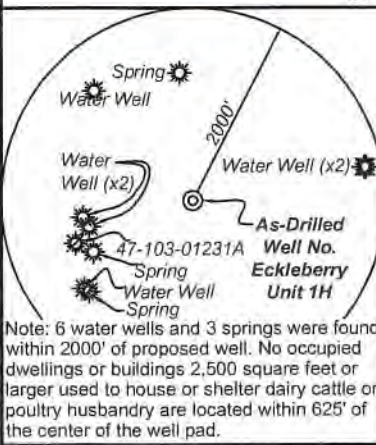 Spring
Water Well
2000'
Water
Well (x2)
Water Well (x2)
As-Drilled
Well No.
Eckleberry
Unit 1H
47-103-01231A
Spring
Water Well
Spring
Note: 6 water wells and 3 springs were found
within 2000' of proposed well. No occupied
dwellings or buildings 2,500 square feet or
larger used to house or shelter dairy cattle or
poultry husbandry are located within 625' of
the center of the well pad.